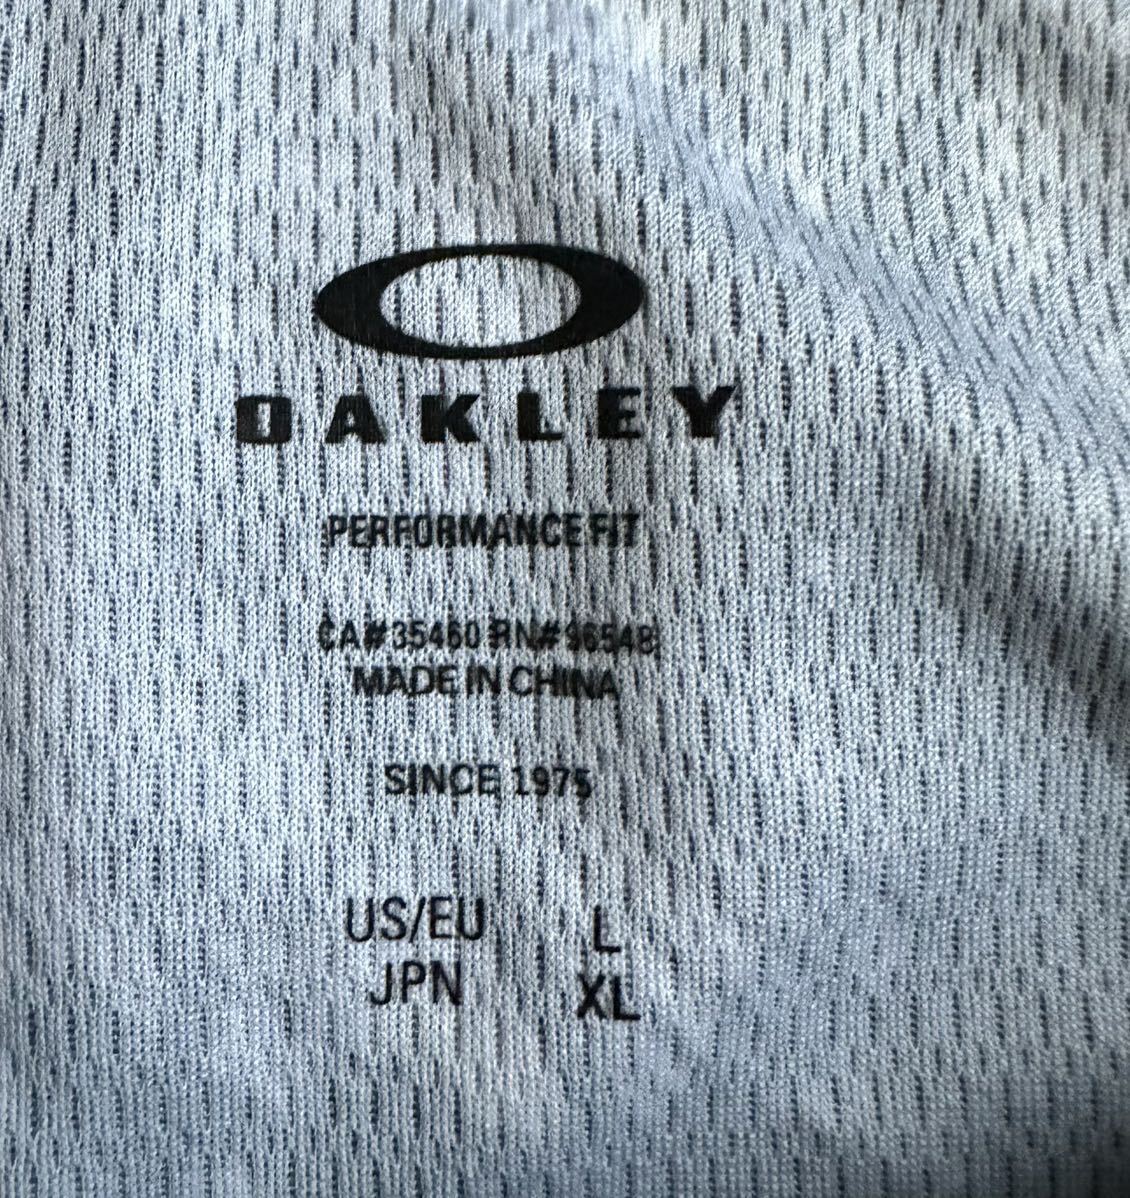 OAKLEY
PERFORMANCE FIT
CA#35460 RN#96548
MADE IN CHINA
SINCE 1975
US/EU L
JPN XL